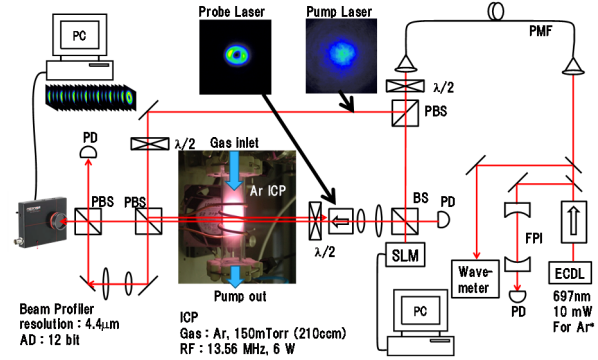 Probe Laser
Pump Laser
PC
PMF
λ/2
PBS
PD
λ/2
Gas inlet
Ar ICP
PBS
PBS
BS
PD
λ/2
SLM
FPI
Wave-
meter
ECDL
PD
697nm
10 mW
For Ar*
Pump out
PC
Beam Profiler
resolution : 4.4μm
AD : 12 bit
ICP
Gas : Ar, 150mTorr (210ccm)
RF : 13.56 MHz, 6 W